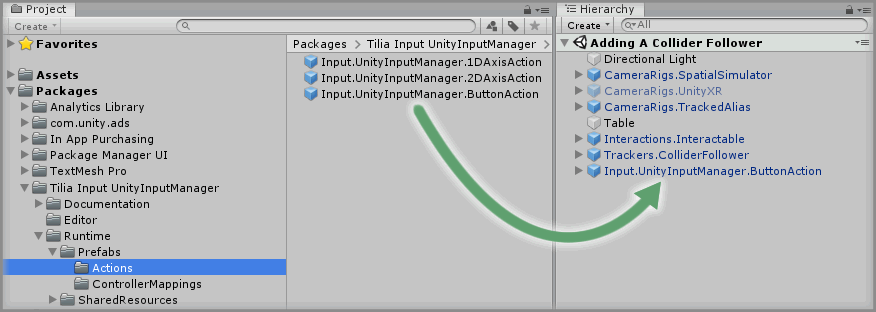 Project
Create
Favorites
Assets
Packages
Analytics Library
com.unity.ads
In App Purchasing
Package Manager UI
TextMesh Pro
Tilia Input UnityInputManager
Documentation
Editor
Runtime
Prefabs
Actions
ControllerMappings
SharedResources
Packages Tilia Input UnityInputManager
Input.UnityInputManager.1DAxisAction
Input.UnityInputManager.2DAxisAction
Input.UnityInputManager.ButtonAction
Hierarchy
Create All
Adding A Collider Follower
Directional Light
CameraRigs.SpatialSimulator
CameraRigs.UnityXR
CameraRigs.TrackedAlias
Table
Interactions.Interactable
Trackers.ColliderFollower
Input.UnityInputManager.ButtonAction